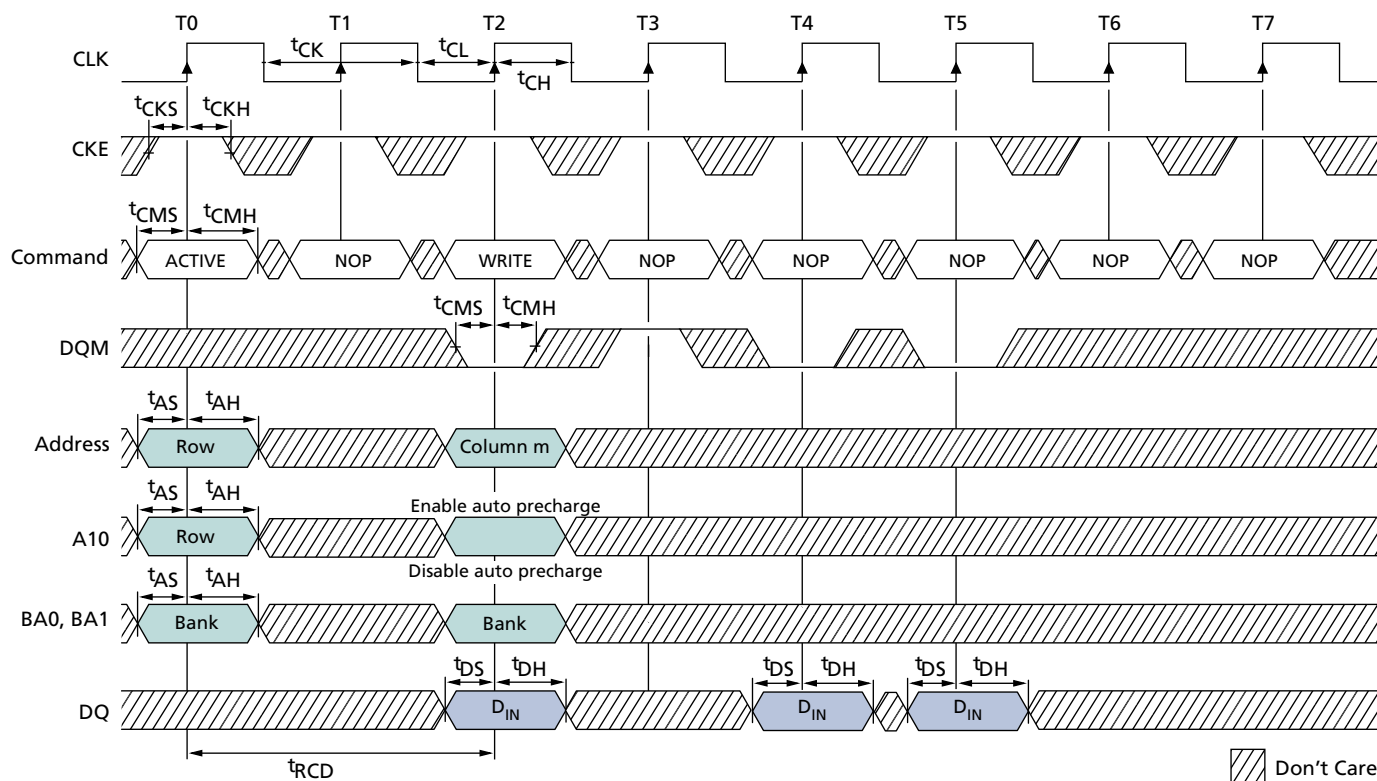 T0 T1 T2 T3 T4 T5 T6 T7
CLK
tCK tCL
tCH
tCKS tCKH
CKE
tCMS tCMH
Command ACTIVE NOP WRITE NOP NOP NOP NOP NOP
tCMS tCMH
DQM
tAS tAH
Address Row Column m
tAS tAH Enable auto precharge
A10 Row
tAS tAH Disable auto precharge
BA0, BA1 Bank Bank
tDS tDH tDS tDH tDS tDH
DQ DIN DIN DIN
tRCD
Don't Care